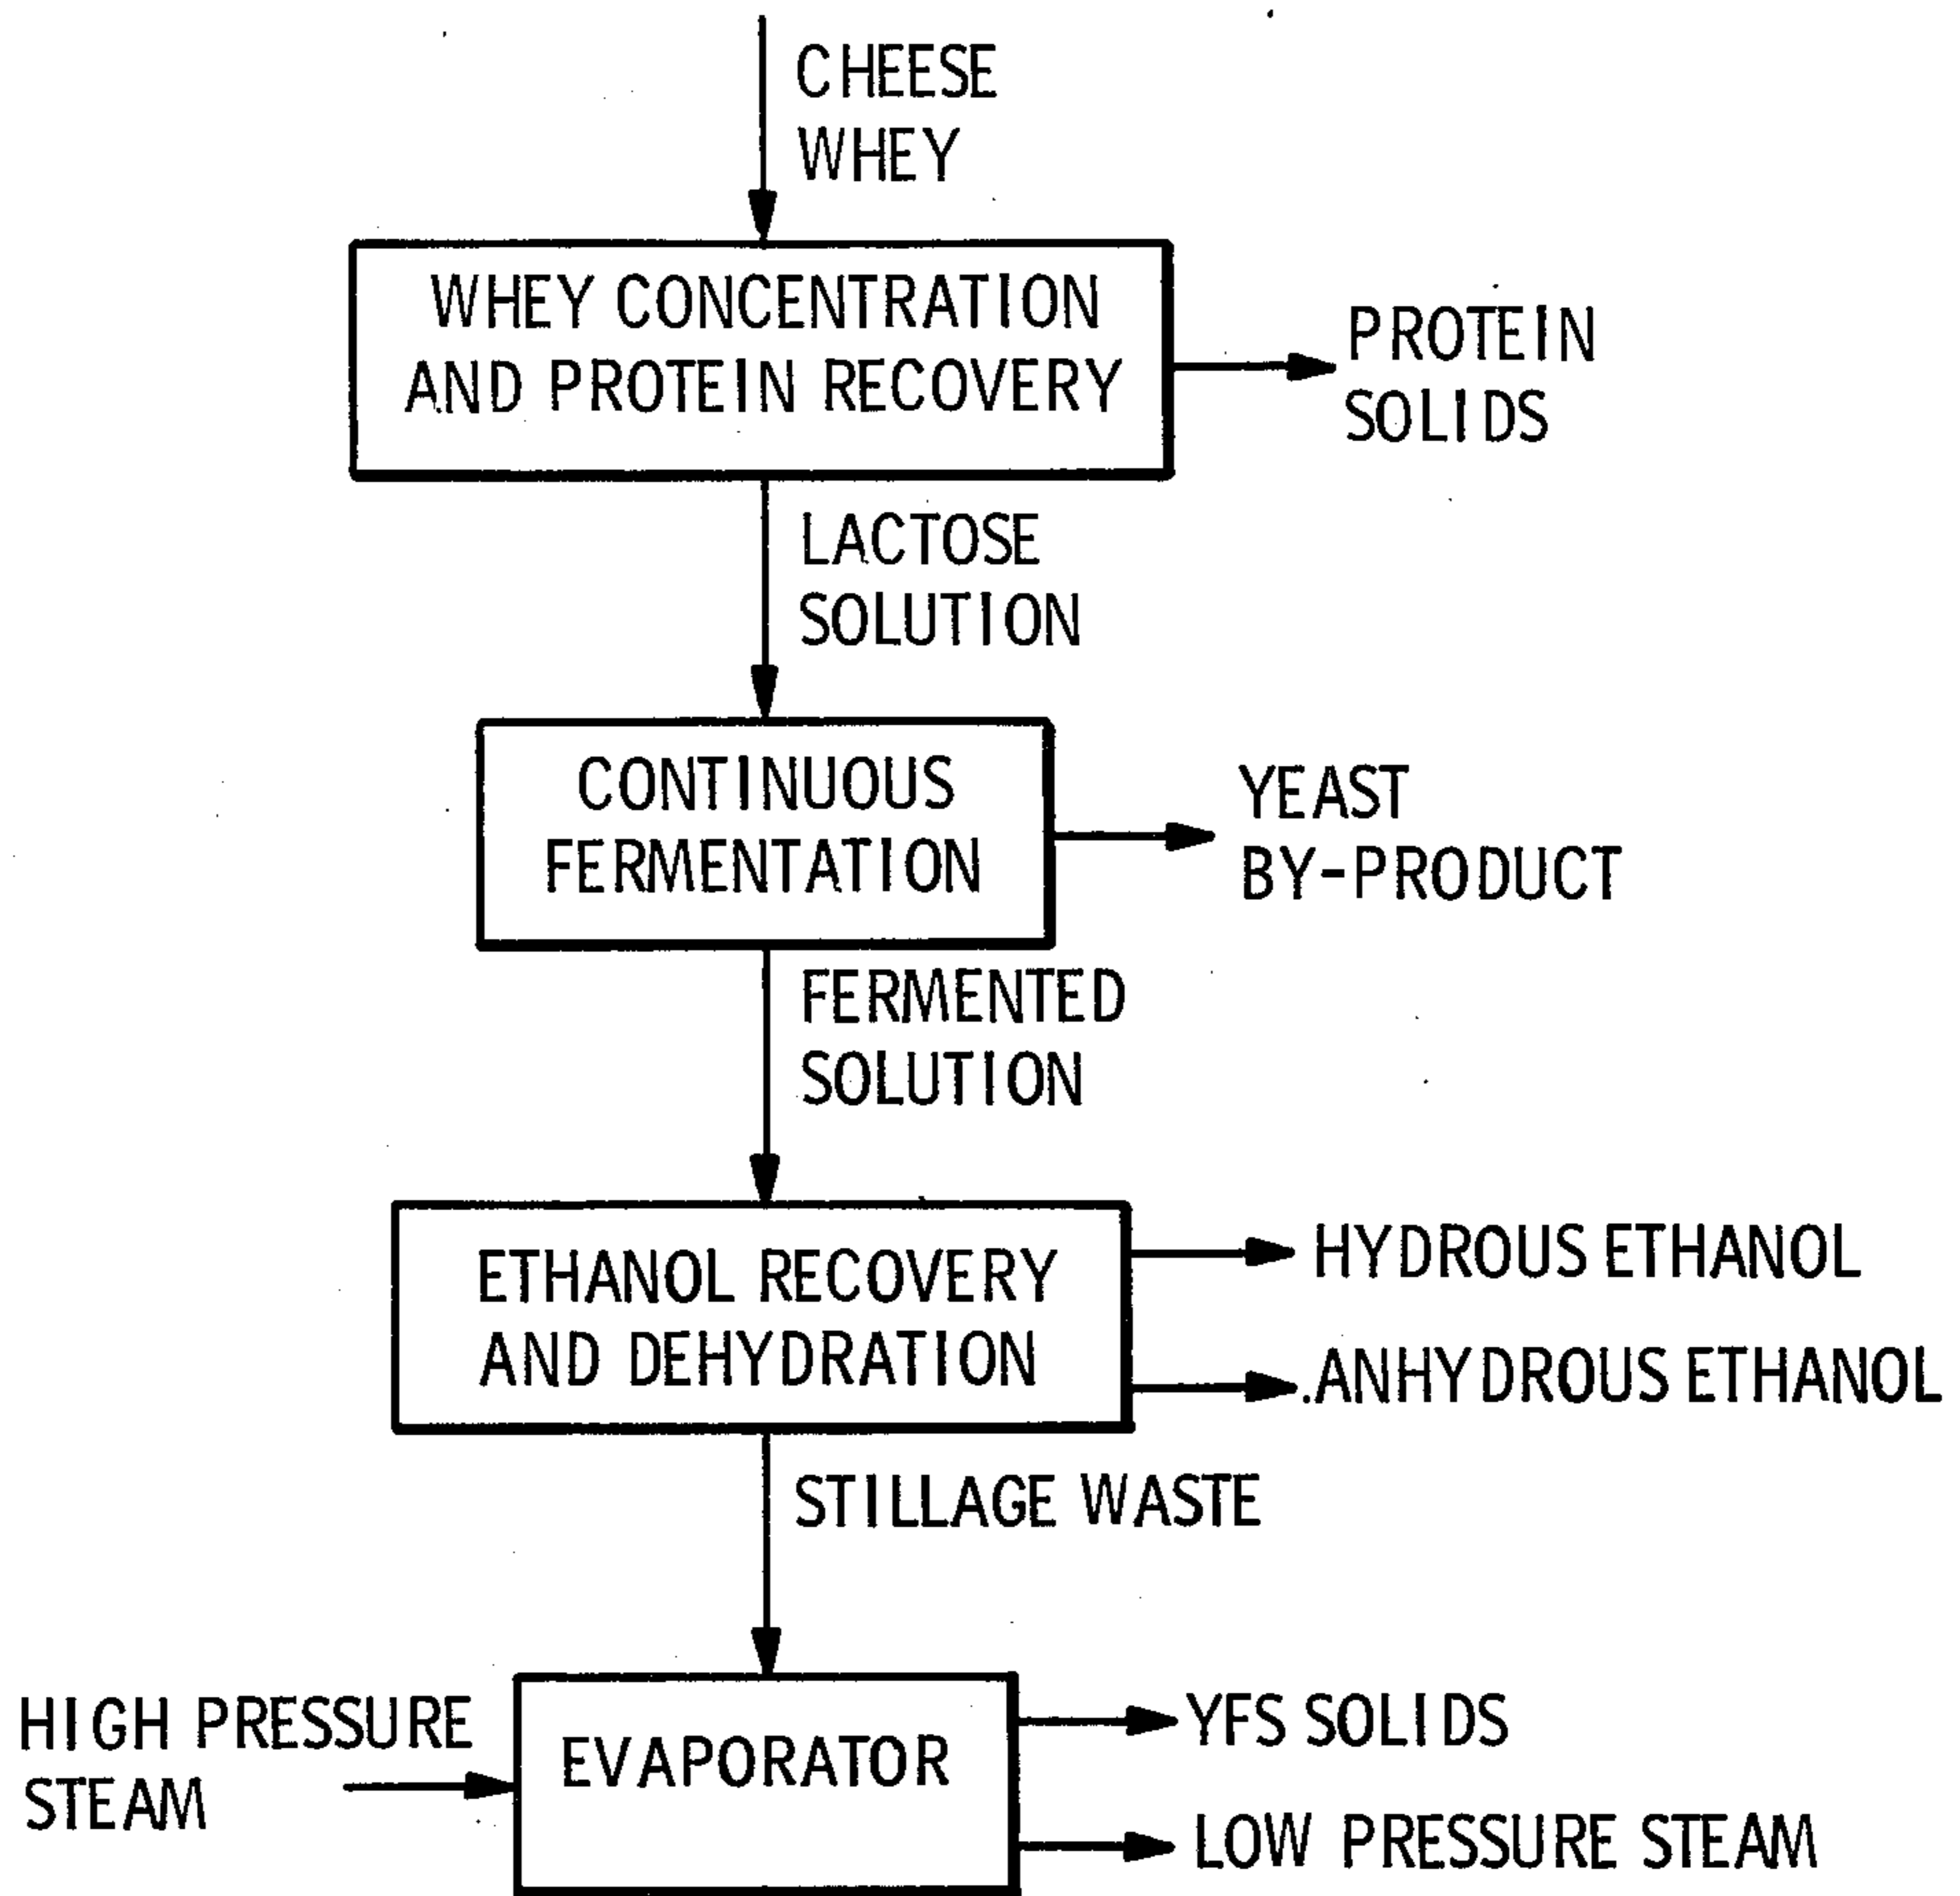 CHEESE
WHEY
WHEY CONCENTRATION
AND PROTEIN RECOVERY
PROTEIN
SOLIDS
LACTOSE
SOLUTION
CONTINUOUS
FERMENTATION
YEAST
BY-PRODUCT
FERMENTED
SOLUTION
ETHANOL RECOVERY
AND DEHYDRATION
HYDROUS ETHANOL
ANHYDROUS ETHANOL
STILLAGE WASTE
HIGH PRESSURE
STEAM
EVAPORATOR
YFS SOLIDS
LOW PRESSURE STEAM